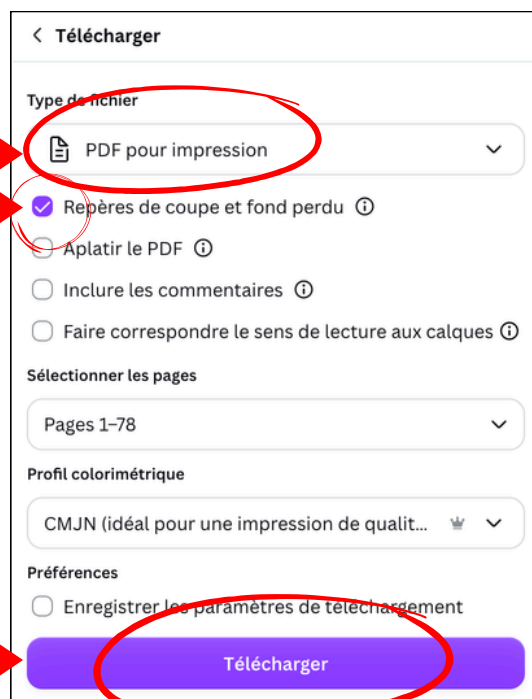 Télécharger
Type de fichier
PDF pour impression
Repères de coupe et fond perdu
Aplatir le PDF
Inclure les commentaires
Faire correspondre le sens de lecture aux calques
Sélectionner les pages
Pages 1–78
Profil colorimétrique
CMJN (idéal pour une impression de qualit...
Préférences
Enregistrer les paramètres de téléchargement
Télécharger